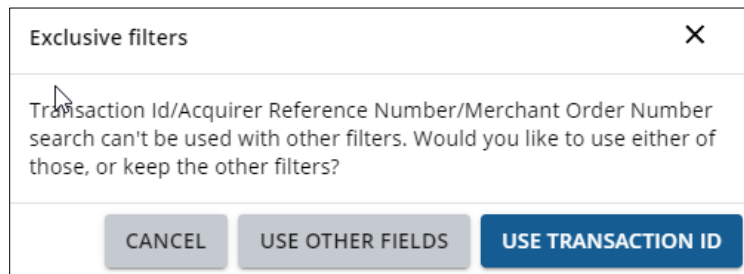 Exclusive filters
Transaction Id/Acquirer Reference Number/Merchant Order Number
search can't be used with other filters. Would you like to use either of
those, or keep the other filters?
CANCEL USE OTHER FIELDS USE TRANSACTION ID